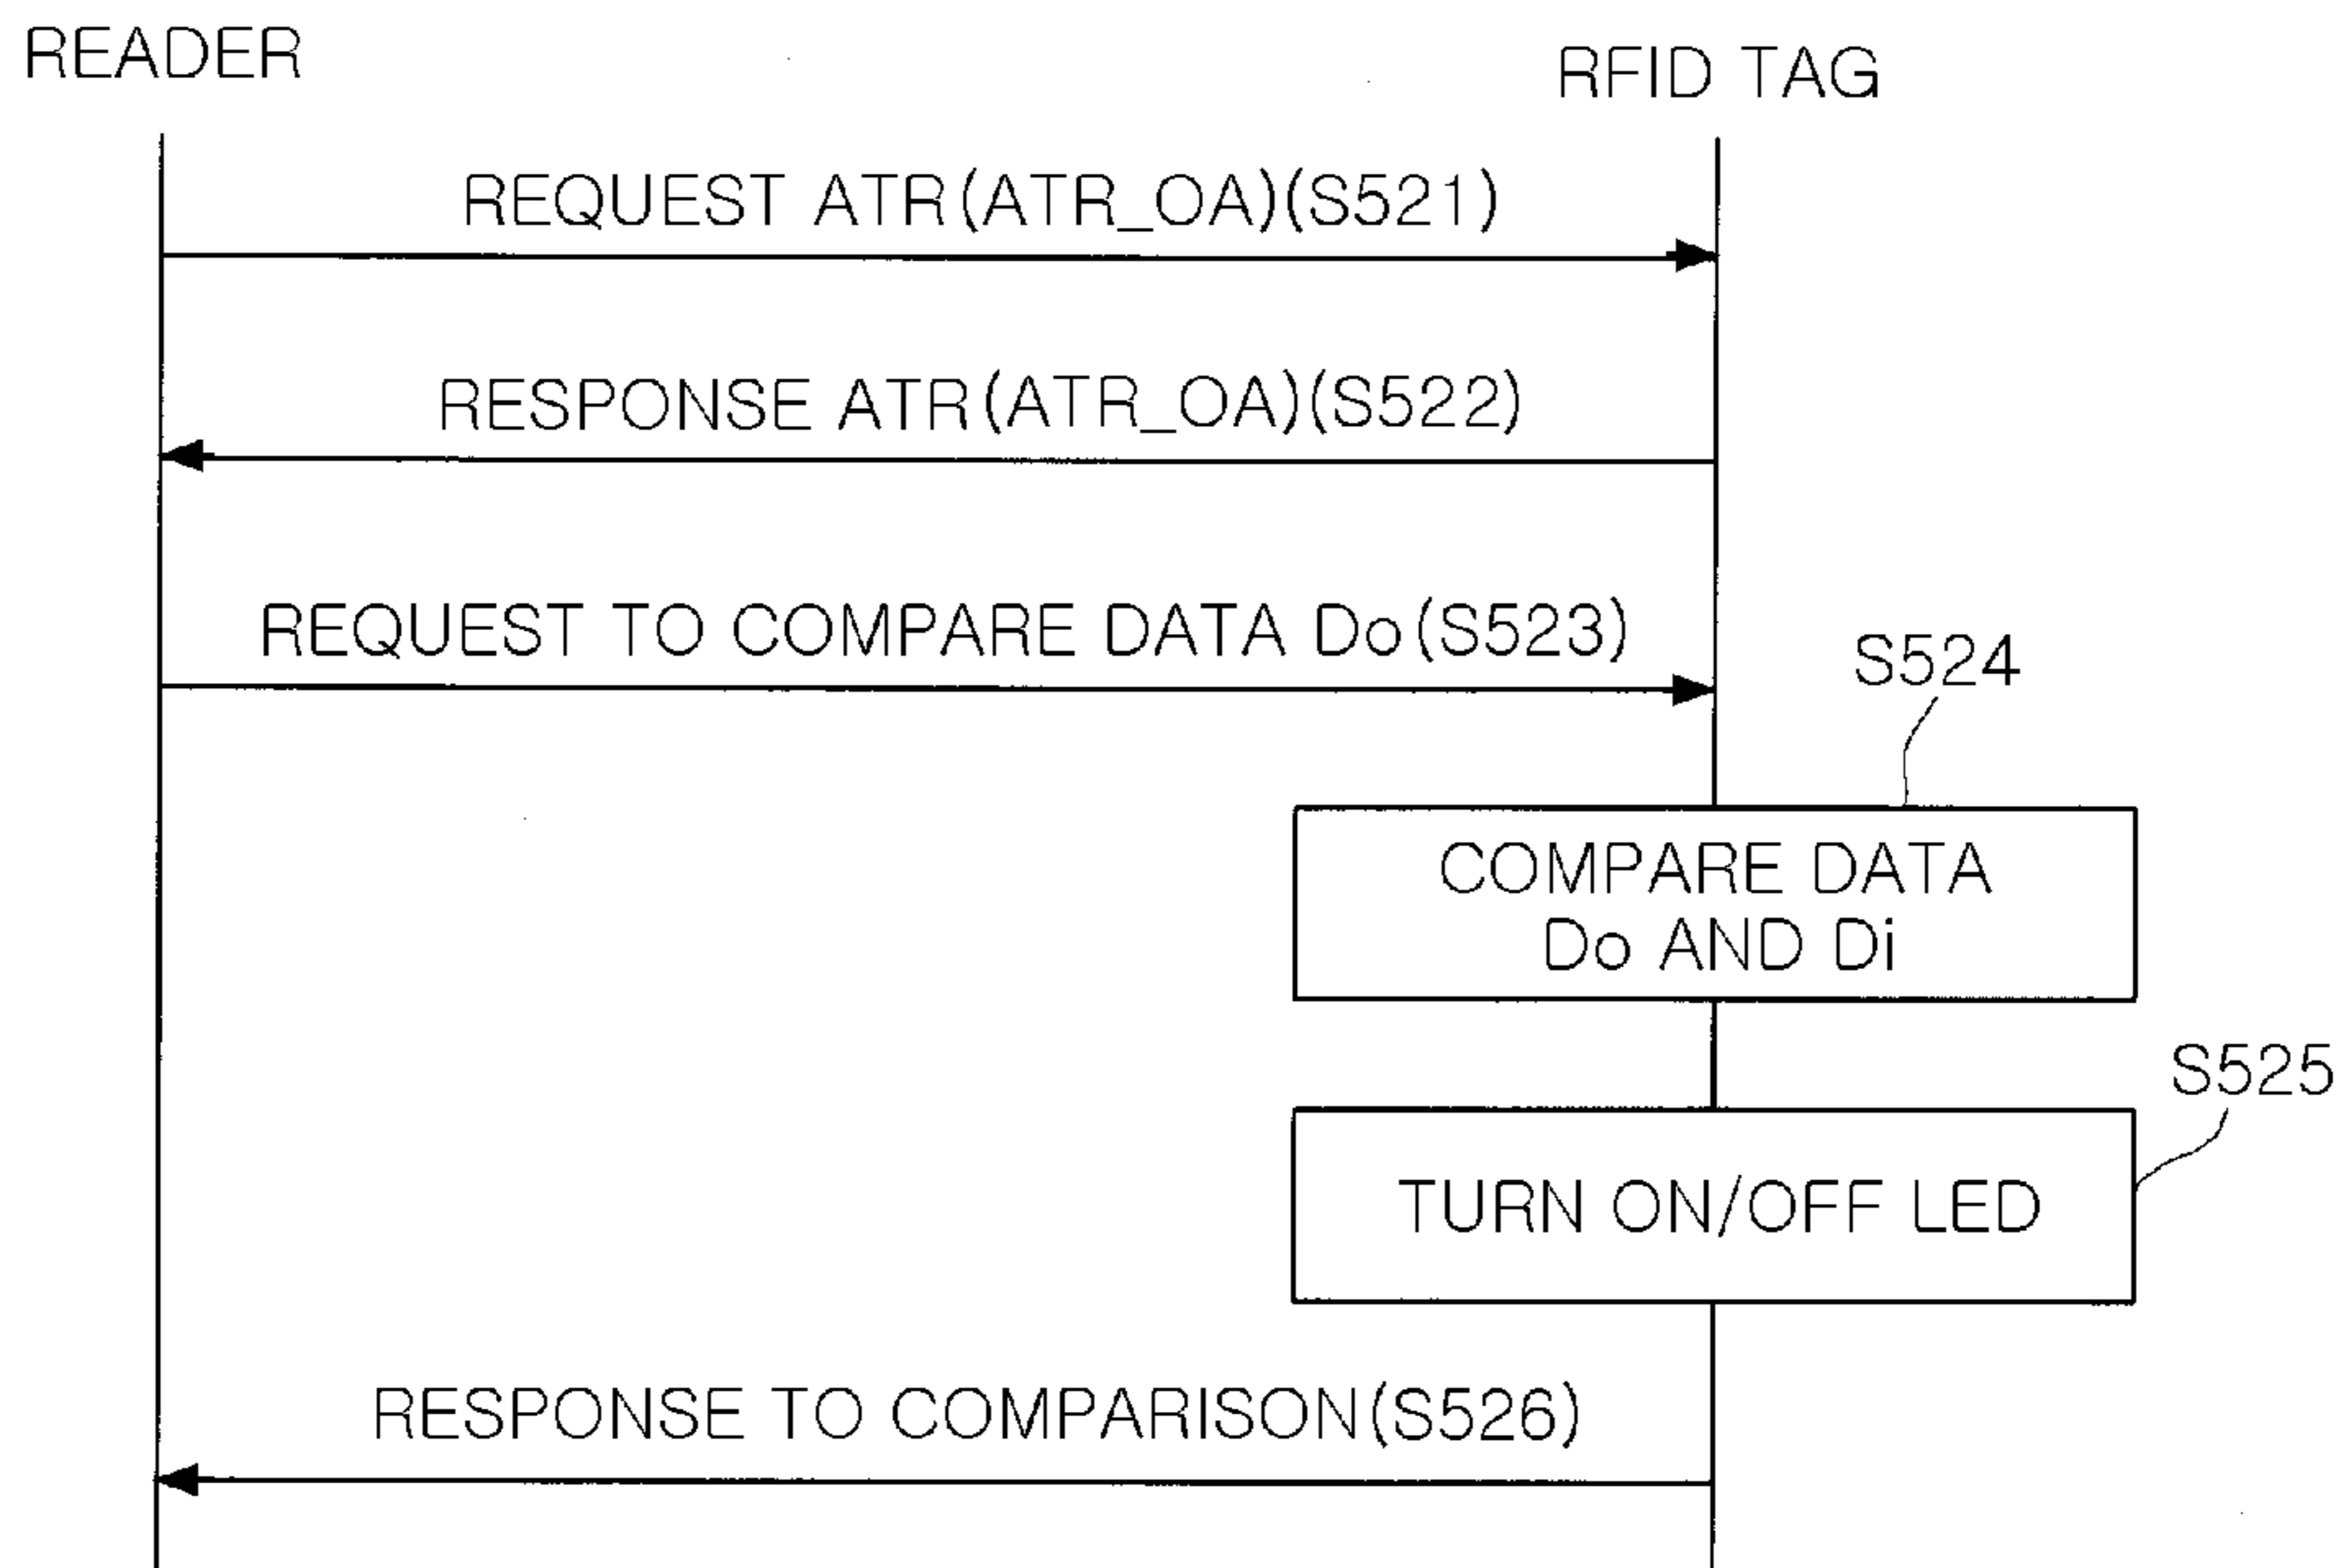 READER
RFID TAG
REQUEST ATR(ATR_OA)(S521)
RESPONSE ATR(ATR_OA)(S522)
REQUEST TO COMPARE DATA Do(S523)
S524
COMPARE DATA
Do AND Di
S525
TURN ON/OFF LED
RESPONSE TO COMPARISON(S526)